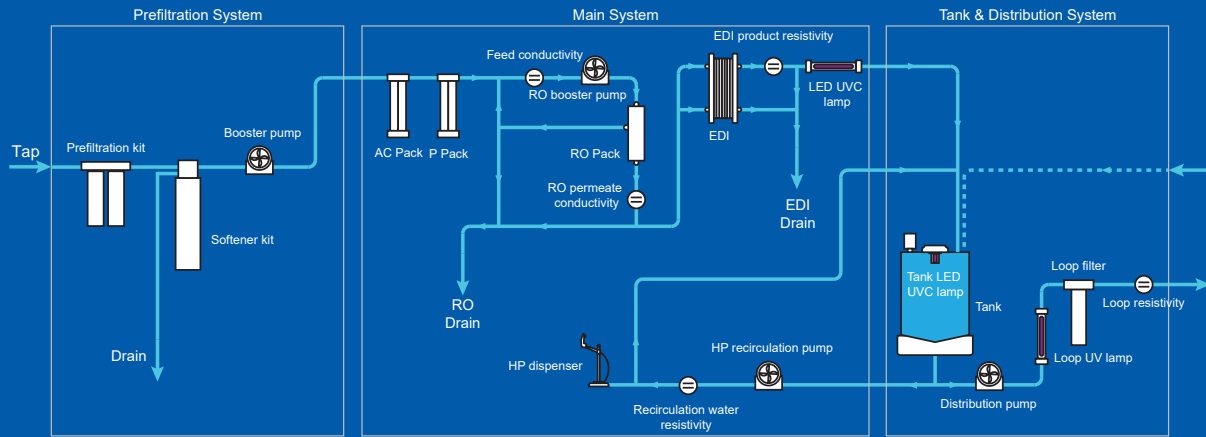 Prefiltration System
Main System
Tank & Distribution System
Tap
Prefiltration kit
Softener kit
Booster pump
Drain
AC Pack
P Pack
Feed conductivity
RO booster pump
RO Pack
RO permeate
conductivity
RO
Drain
EDI product resistivity
EDI
LED UVC
lamp
EDI
Drain
HP dispenser
Recirculation water
resistivity
HP recirculation pump
Tank LED
UVC lamp
Tank
Distribution pump
Loop UV lamp
Loop filter
Loop resistivity